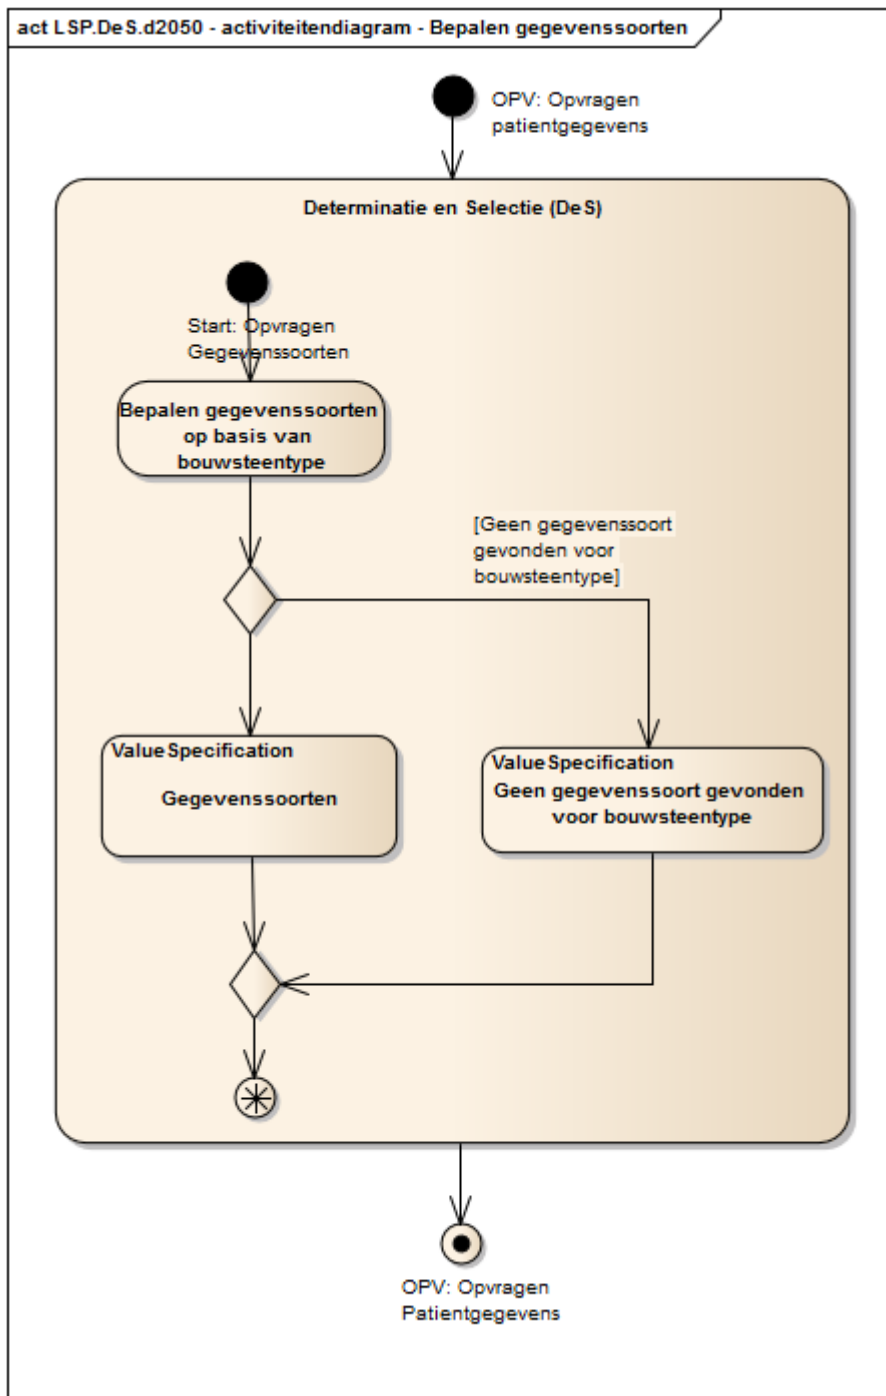 act LSP.DeS.d2050 - activiteitendiagram - Bepalen gegevenssoorten
OPV: Opvragen
patientgegevens
Determinatie en Selectie (DeS)
Start: Opvragen
Gegevenssoorten
Bepalen gegevenssoorten
op basis van
bouwsteentype
[Geen gegevenssoort
gevonden voor
bouwsteentype]
ValueSpecification
Gegevenssoorten
ValueSpecification
Geen gegevenssoort gevonden
voor bouwsteentype
OPV: Opvragen
Patientgegevens